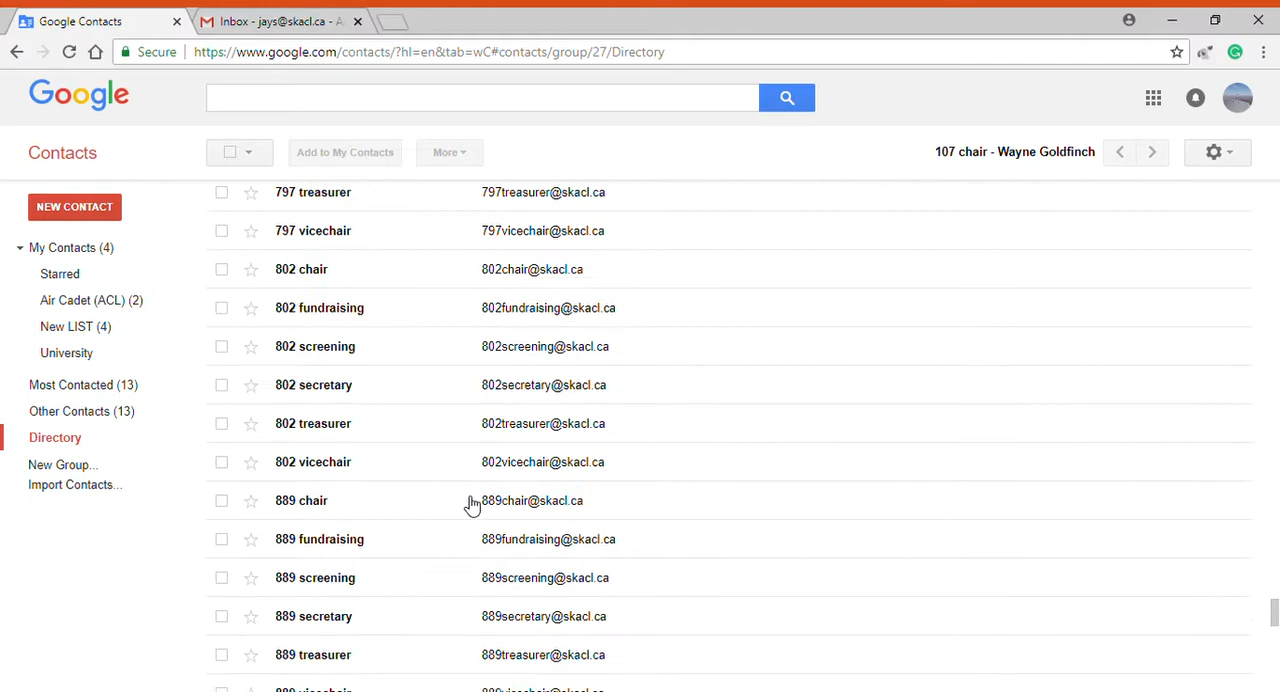 Google Contacts
Inbox - jays@skacl.ca - A
Secure
https://www.google.com/contacts/?hl=en&tab=wC#contacts/group/27/Directory
Google
Contacts
Add to My Contacts
More
107 chair - Wayne Goldfinch
NEW CONTACT
My Contacts (4)
Starred
Air Cadet (ACL) (2)
New LIST (4)
University
Most Contacted (13)
Other Contacts (13)
Directory
New Group...
Import Contacts...
797 treasurer 797treasurer@skacl.ca
797 vicechair 797vicechair@skacl.ca
802 chair 802chair@skacl.ca
802 fundraising 802fundraising@skacl.ca
802 screening 802screening@skacl.ca
802 secretary 802secretary@skacl.ca
802 treasurer 802treasurer@skacl.ca
802 vicechair 802vicechair@skacl.ca
889 chair 889chair@skacl.ca
889 fundraising 889fundraising@skacl.ca
889 screening 889screening@skacl.ca
889 secretary 889secretary@skacl.ca
889 treasurer 889treasurer@skacl.ca
889 vicechair 889vicechair@skacl.ca